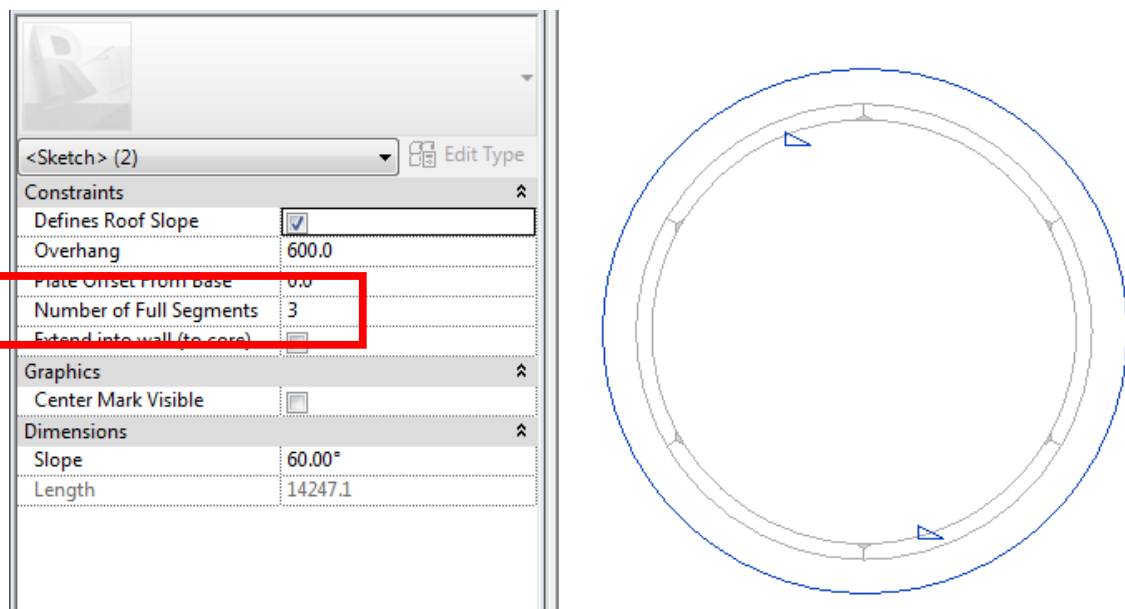 R
<Sketch> (2) Edit Type
Constraints
Defines Roof Slope
Overhang 600.0
Plate Offset From Base 0.0
Number of Full Segments 3
Extend into wall (to core)
Graphics
Center Mark Visible
Dimensions
Slope 60.00°
Length 14247.1